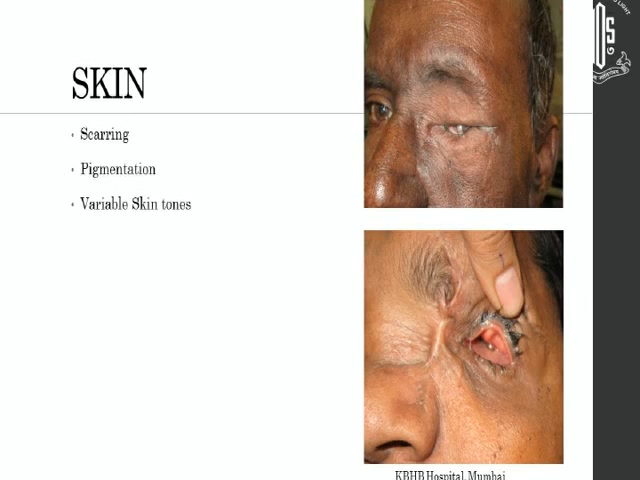 SKIN
• Scarring
• Pigmentation
• Variable Skin tones
KBHB Hospital, Mumbai